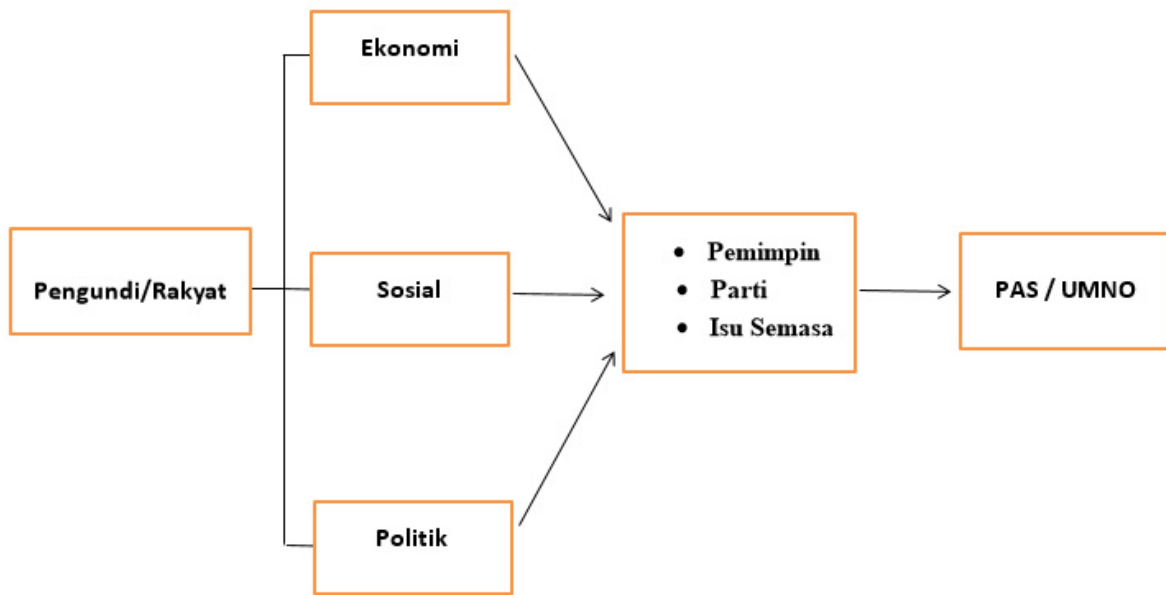 Ekonomi
Pengundi/Rakyat
Sosial
Politik
• Pemimpin
• Parti
• Isu Semasa
PAS / UMNO